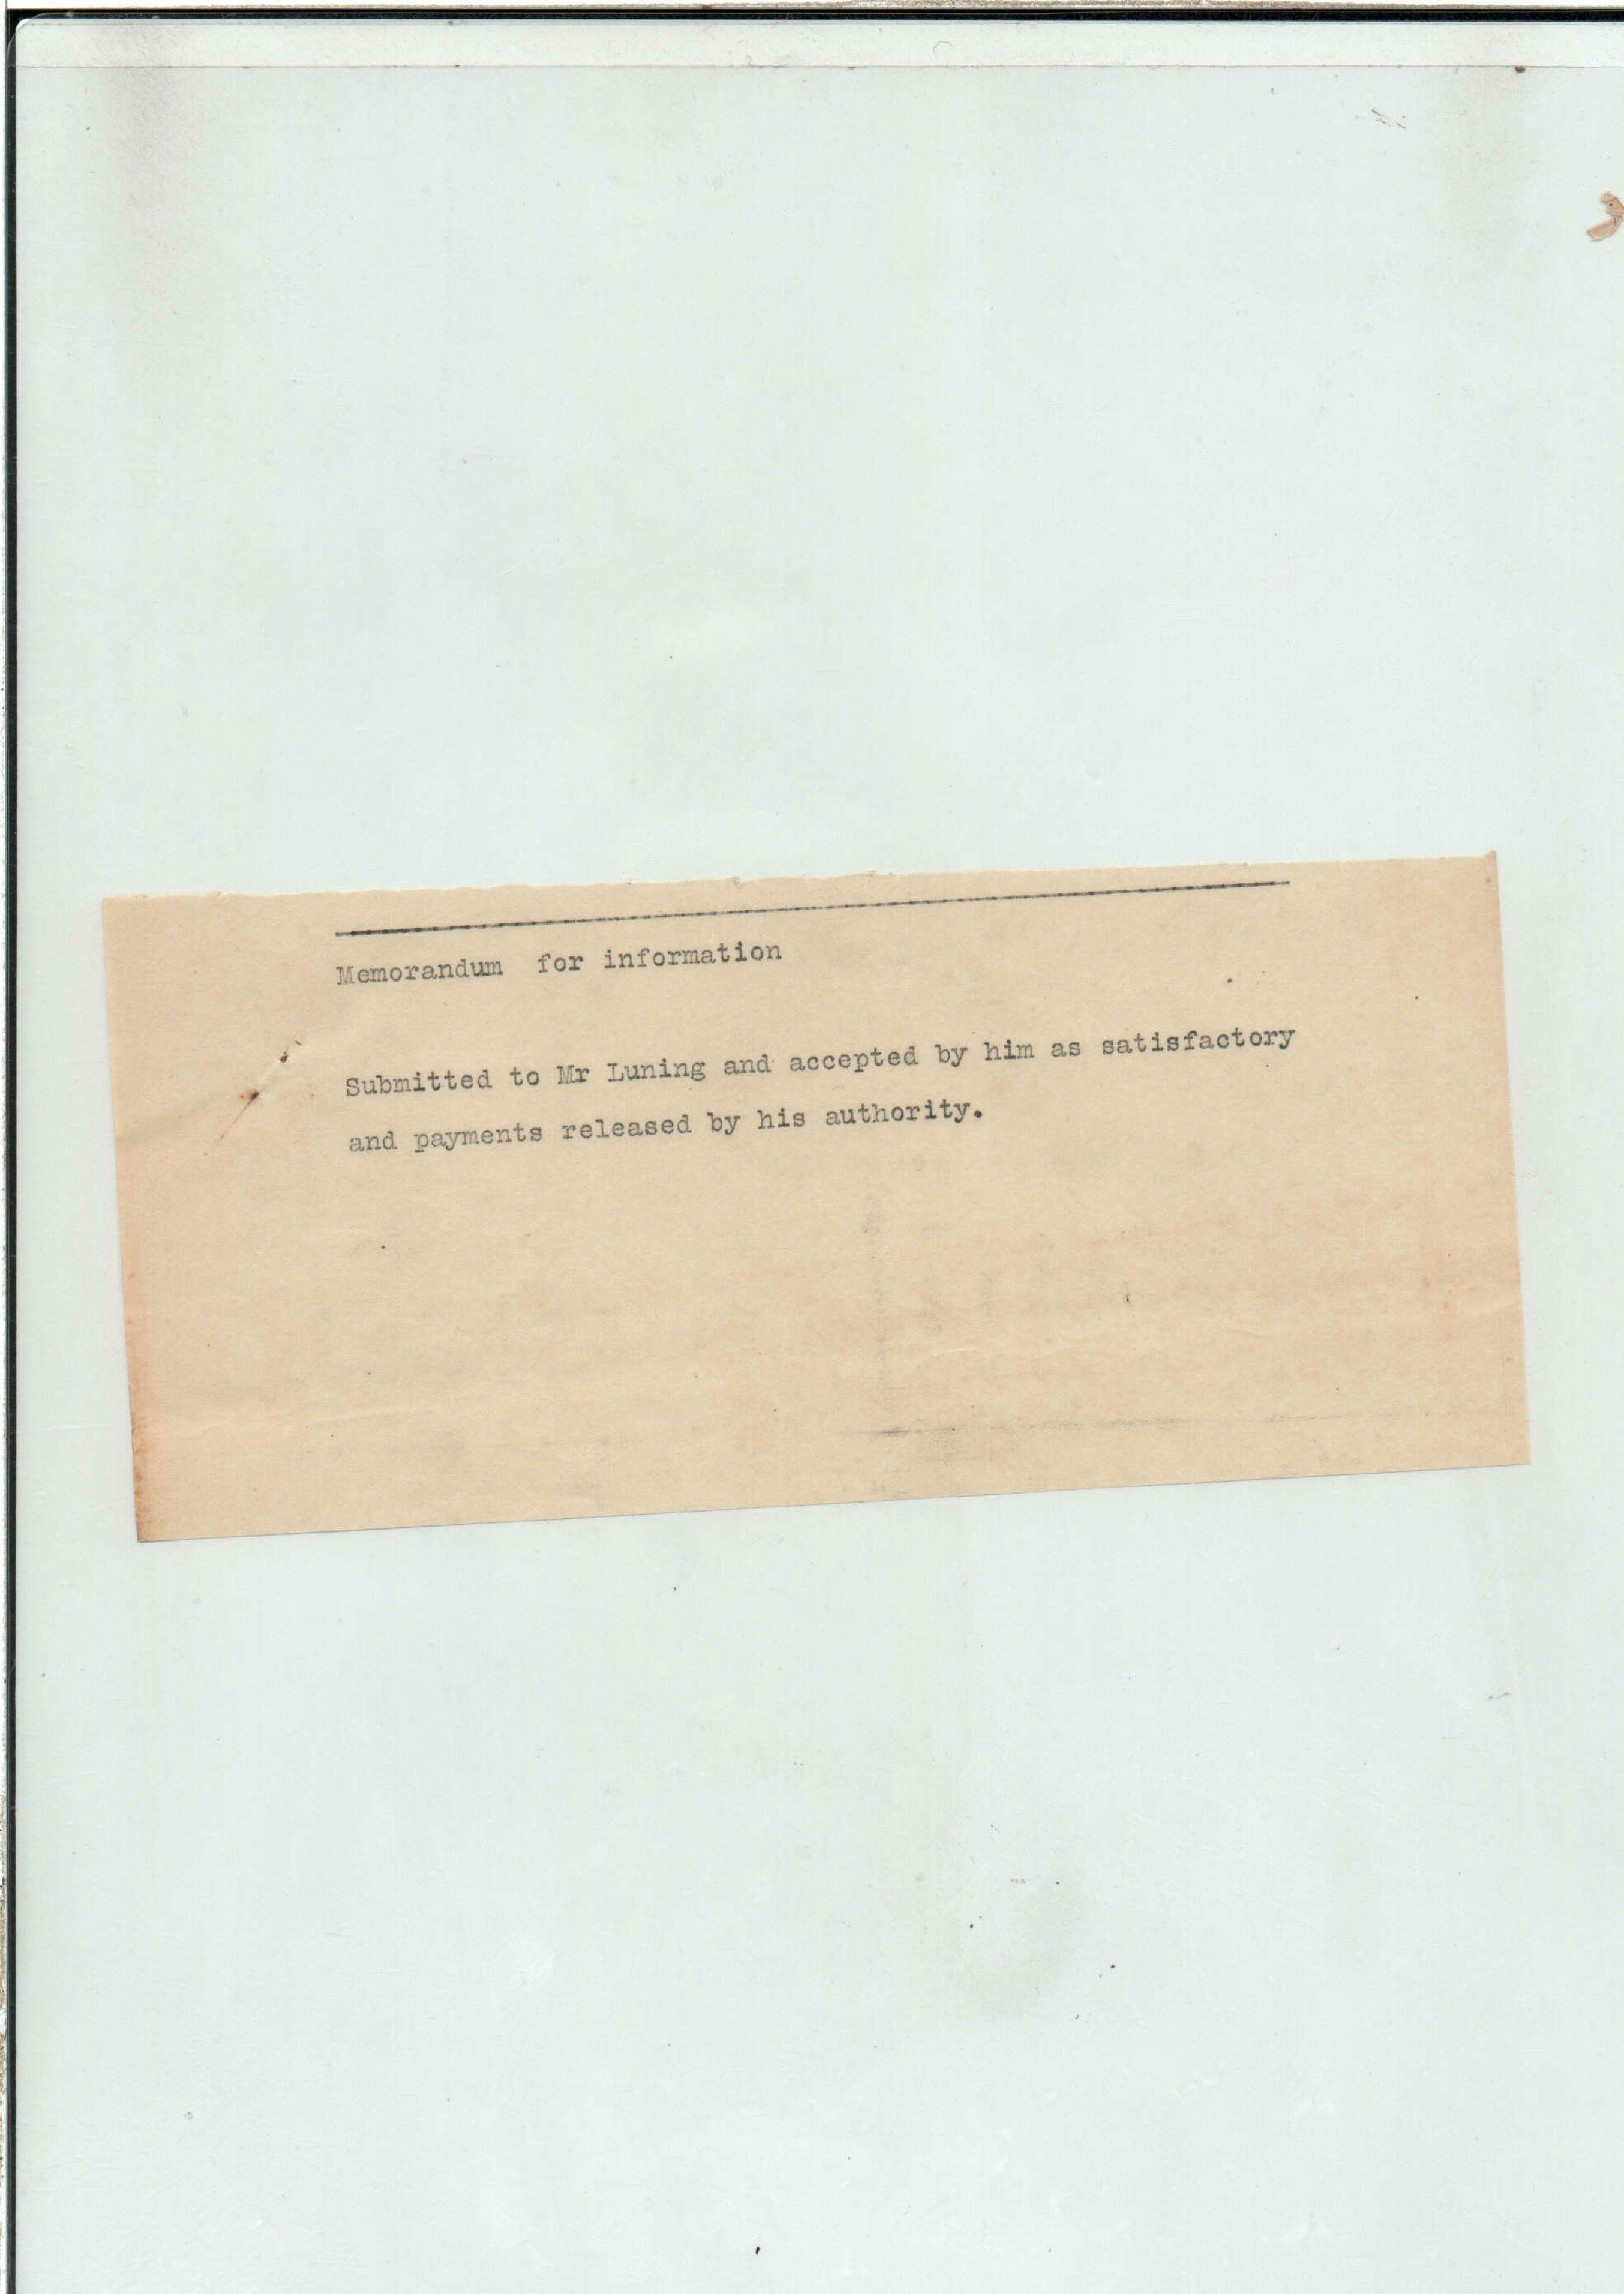 Memorandum for information
Submitted to Mr Luning and accepted by him as satisfactory
and payments released by his authority.